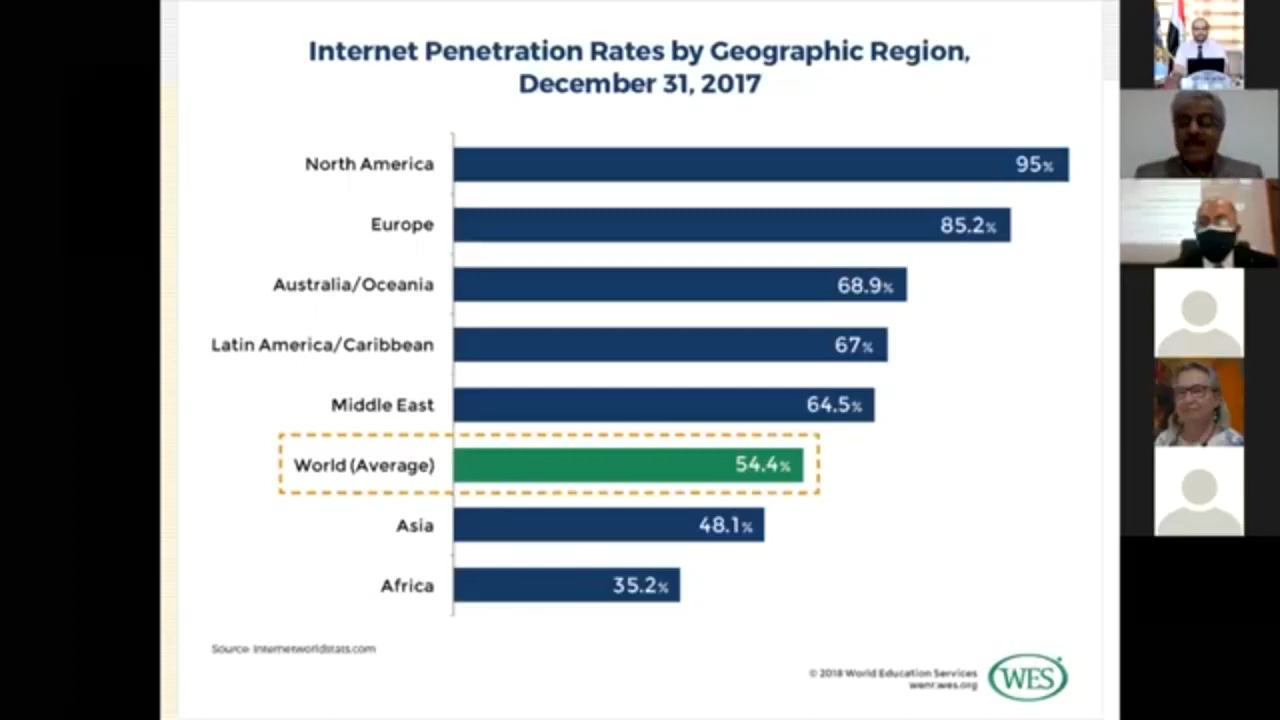 Internet Penetration Rates by Geographic Region,
December 31, 2017
North America 95%
Europe 85.2%
Australia/Oceania 68.9%
Latin America/Caribbean 67%
Middle East 64.5%
World (Average) 54.4%
Asia 48.1%
Africa 35.2%
Source: Internetworldstats.com
© 2018 World Education Services
wenr.wes.org
WES